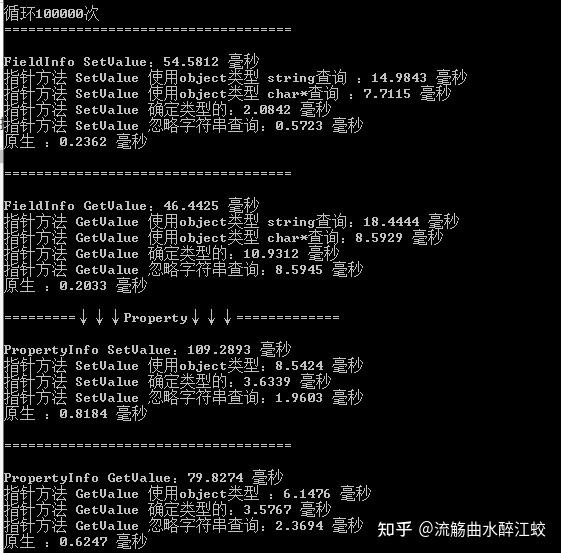 循环100000次
====================================
FieldInfo SetValue：54.5812 毫秒
指针方法 SetValue 使用object类型 string查询 ：14.9843 毫秒
指针方法 SetValue 使用object类型 char*查询 ：7.7115 毫秒
指针方法 SetValue 确定类型的：2.0842 毫秒
指针方法 SetValue 忽略字符串查询：0.5723 毫秒
原生 ：0.2362 毫秒
====================================
FieldInfo GetValue：46.4425 毫秒
指针方法 GetValue 使用object类型 string查询：18.4444 毫秒
指针方法 GetValue 使用object类型 char*查询：8.5929 毫秒
指针方法 GetValue 确定类型的：10.9312 毫秒
指针方法 GetValue 忽略字符串查询：8.5945 毫秒
原生 ：0.2033 毫秒
=========↓↓↓Property↓↓↓=============
PropertyInfo SetValue：109.2893 毫秒
指针方法 SetValue 使用object类型：8.5424 毫秒
指针方法 SetValue 确定类型的：3.6339 毫秒
指针方法 SetValue 忽略字符串查询：1.9603 毫秒
原生 ：0.8184 毫秒
====================================
PropertyInfo GetValue：79.8274 毫秒
指针方法 GetValue 使用object类型 ：6.1476 毫秒
指针方法 GetValue 确定类型的：3.5767 毫秒
指针方法 GetValue 忽略字符串查询：2.3694 毫秒
原生 ：0.6247 毫秒
知乎 @流觞曲水醉江蛟